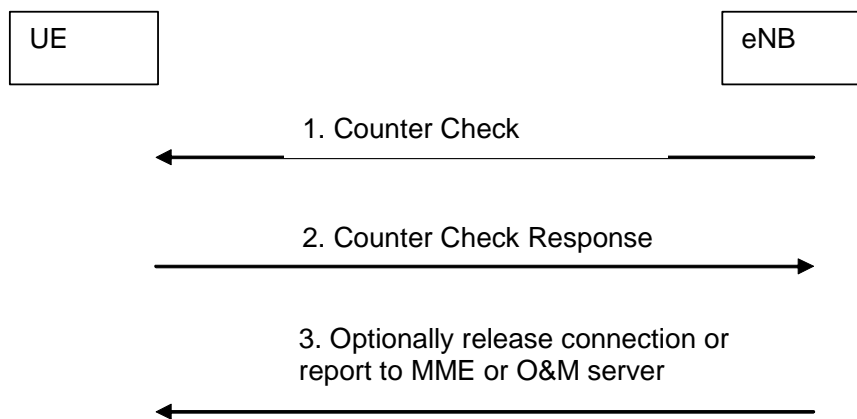 UE
eNB
1. Counter Check
2. Counter Check Response
3. Optionally release connection or
report to MME or O&M server